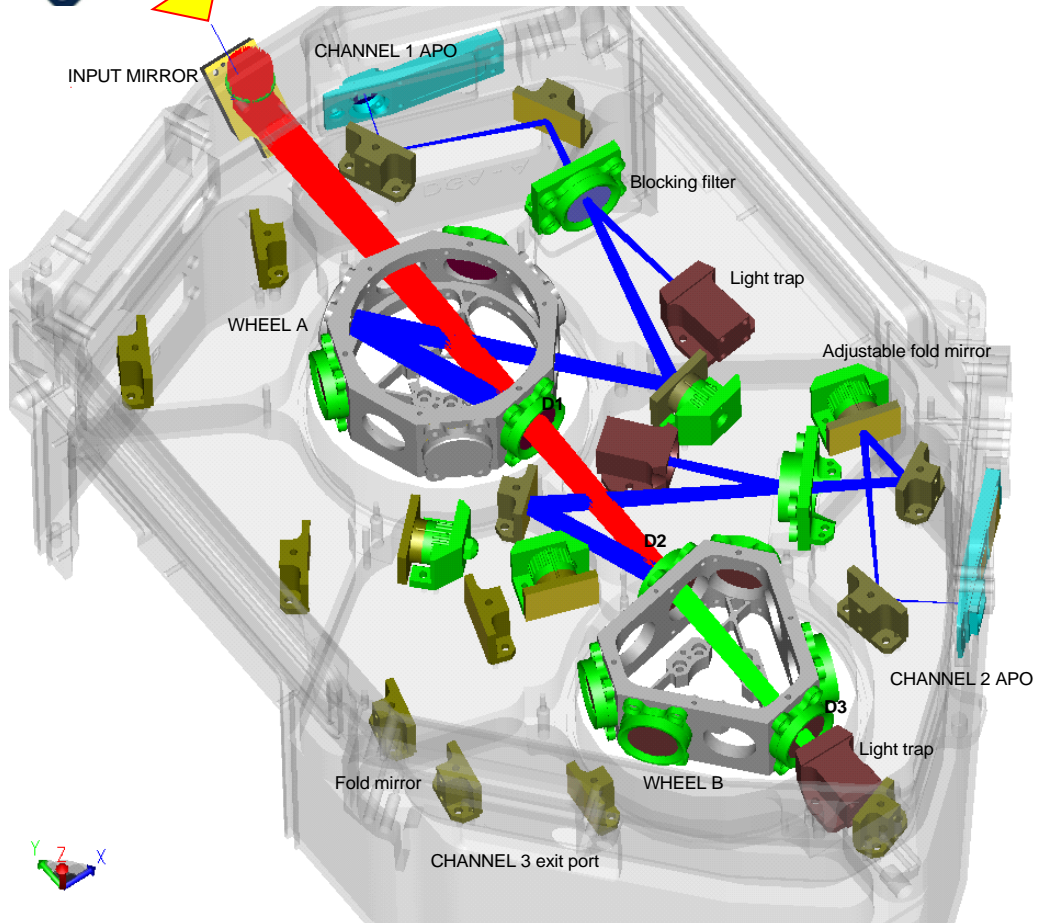 CHANNEL 1 APO
INPUT MIRROR
Blocking filter
Light trap
WHEEL A
Adjustable fold mirror
D1
D2
CHANNEL 2 APO
D3
Light trap
Fold mirror
WHEEL B
CHANNEL 3 exit port
Y
Z
X